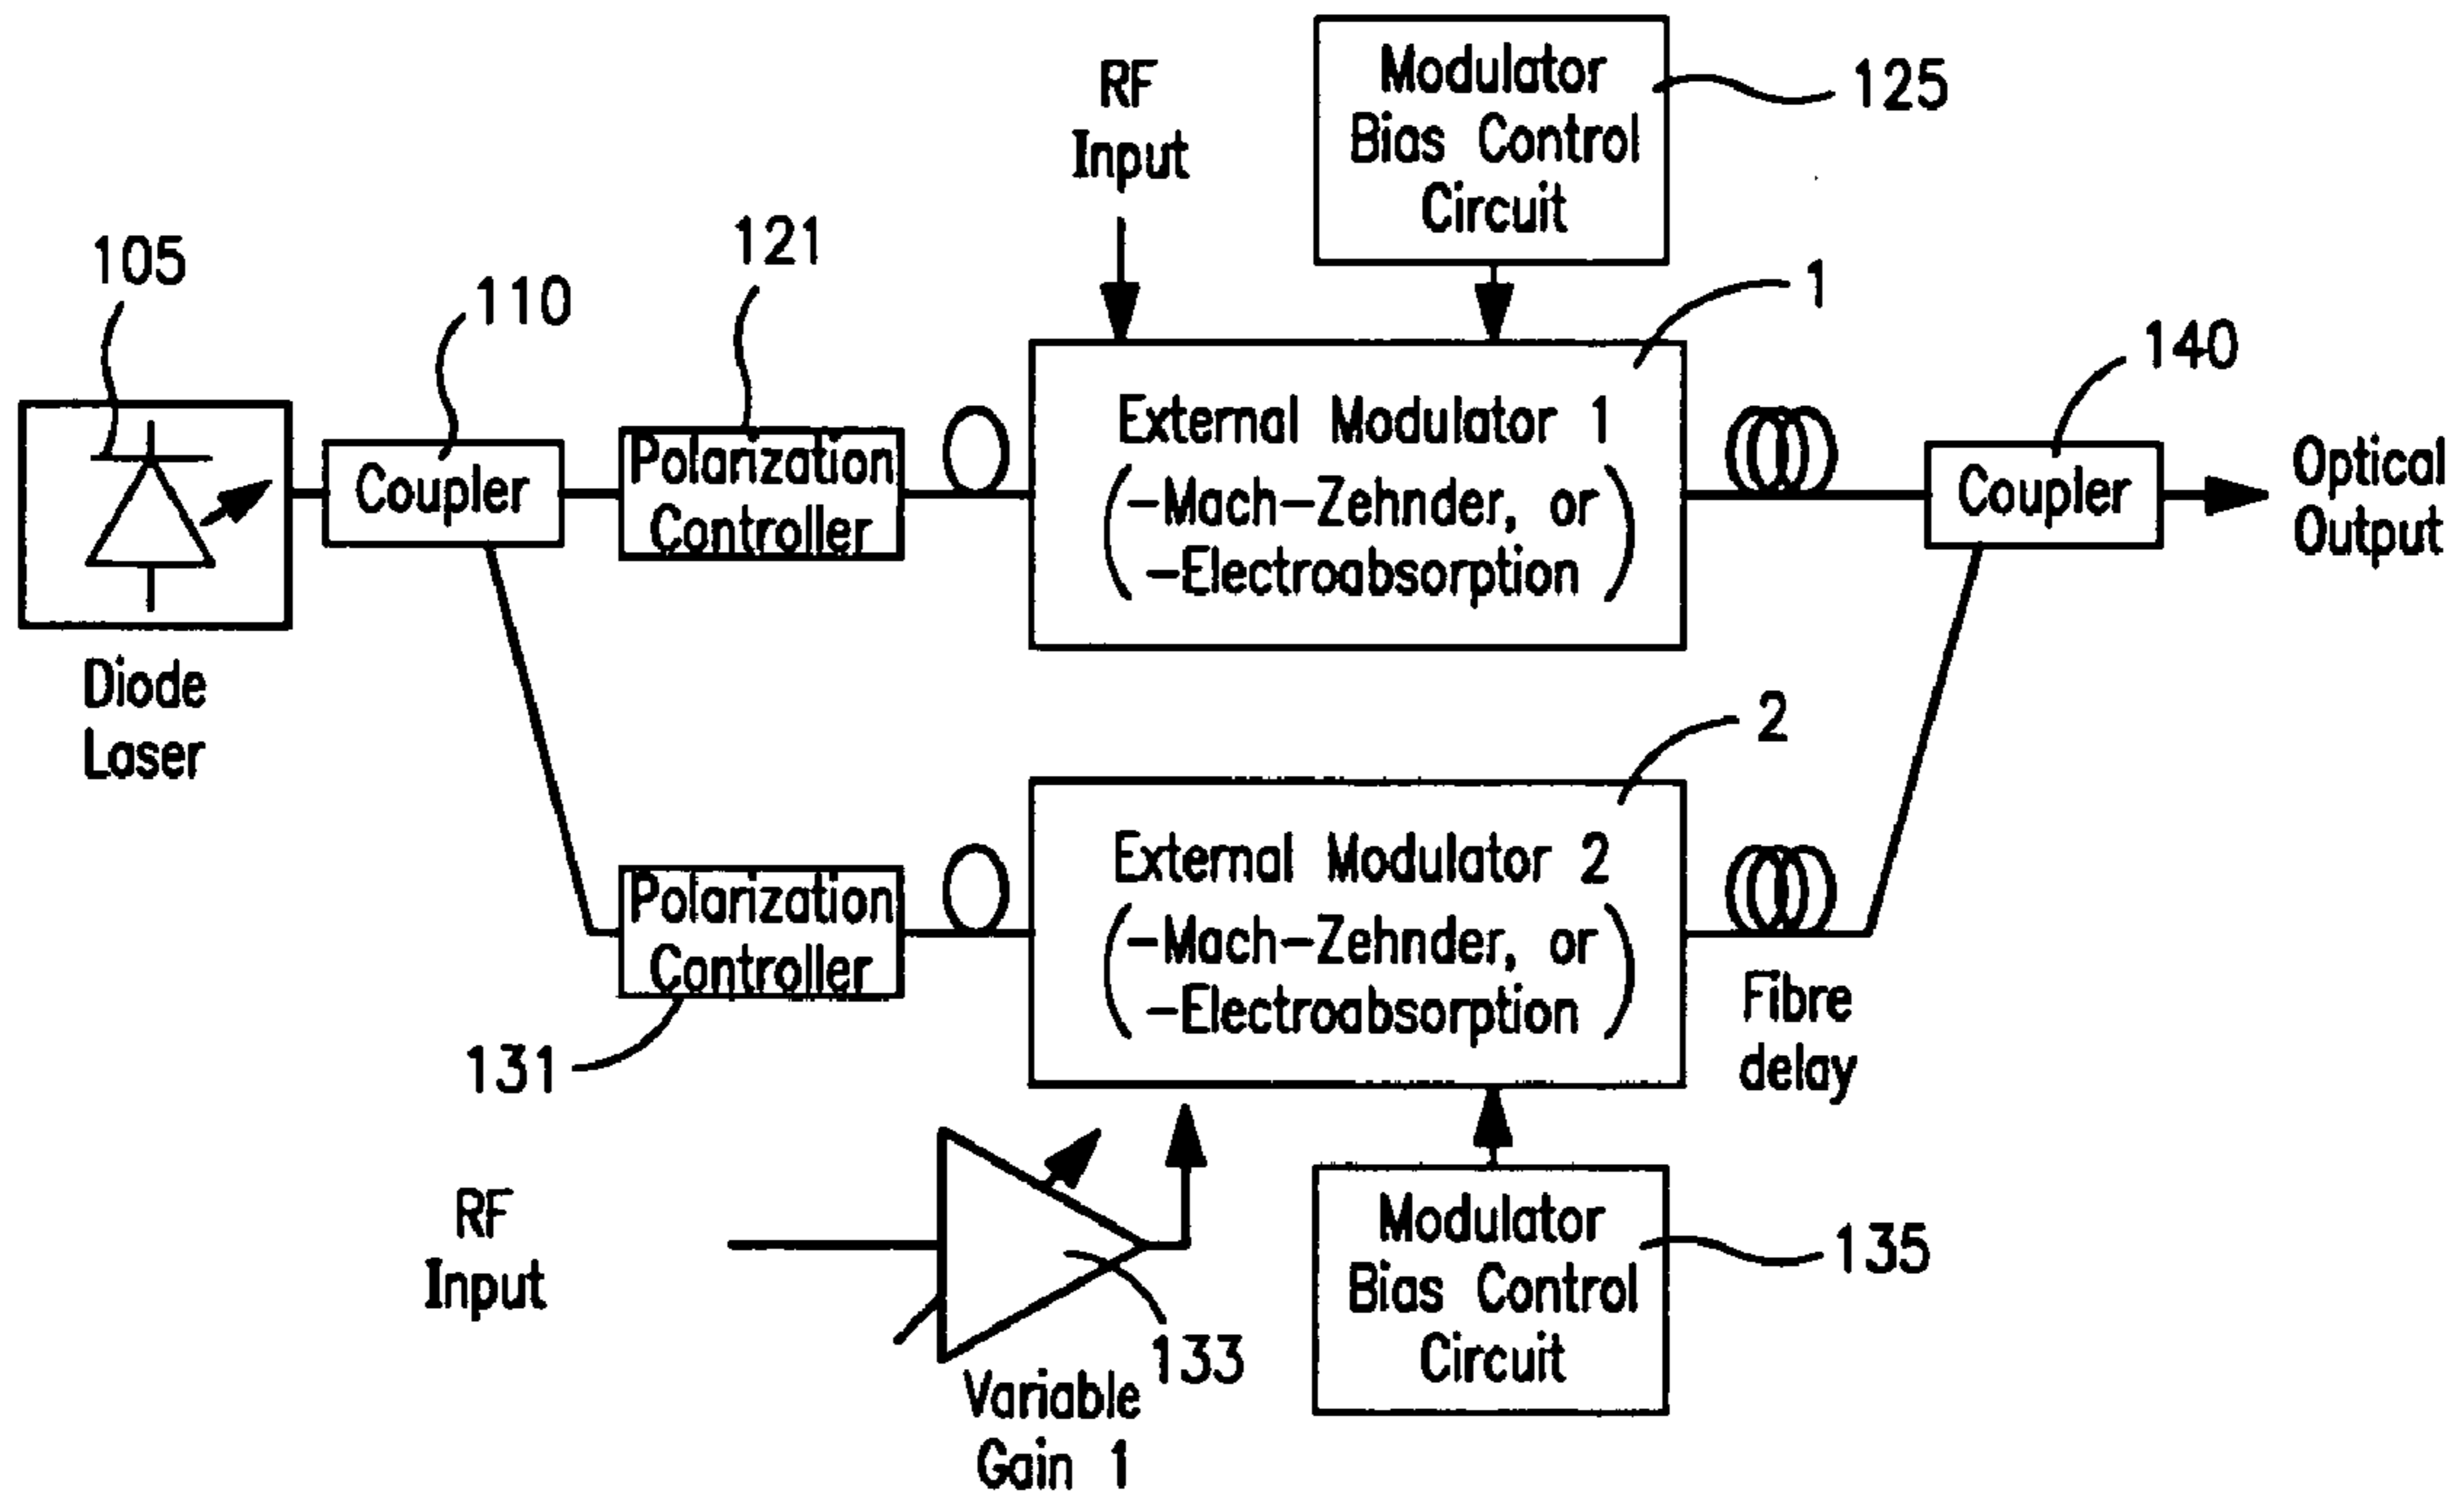 RF
Input
Modulator
Bias Control
Circuit
125
105
110
121
1
140
Coupler
Polarization
Controller
External Modulator 1
(-Mach-Zehnder, or
-Electroabsorption)
Coupler
Optical
Output
Diode
Laser
2
Polarization
Controller
131
External Modulator 2
(-Mach-Zehnder, or
-Electroabsorption)
Fibre
delay
RF
Input
133
Variable
Gain 1
Modulator
Bias Control
Circuit
135